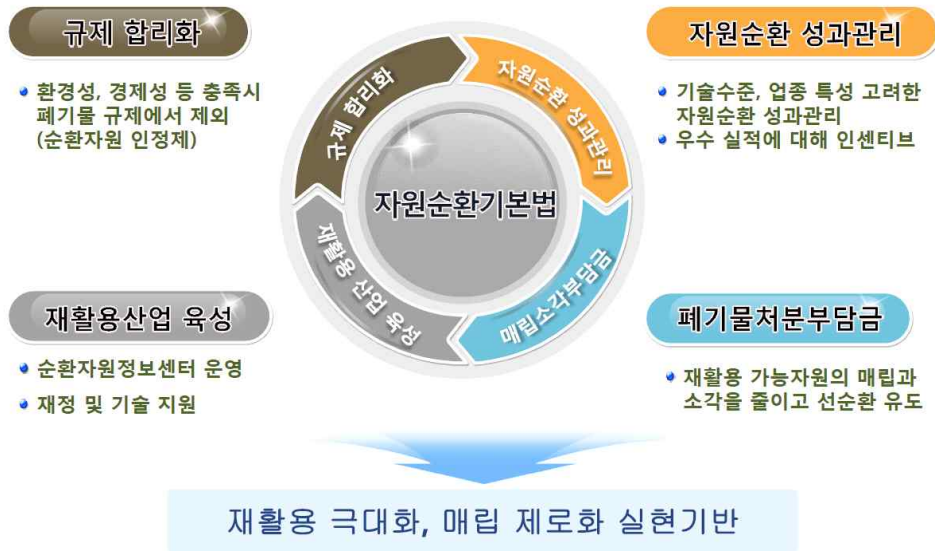 규제 합리화
환경성, 경제성 등 충족시
폐기물 규제에서 제외
(순환자원 인정제)
자원순환 성과관리
기술수준, 업종 특성 고려한
자원순환 성과관리
우수 실적에 대해 인센티브
규제 합리화
자원순환 성과관리
자원순환기본법
재활용 산업 육성
매립소각부담금
재활용산업 육성
순환자원정보센터 운영
재정 및 기술 지원
폐기물처분부담금
재활용 가능자원의 매립과
소각을 줄이고 선순환 유도
재활용 극대화, 매립 제로화 실현기반